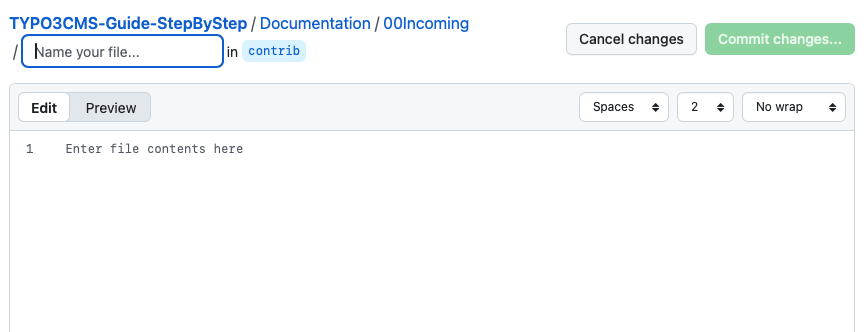 TYPO3CMS-Guide-StepByStep / Documentation / 00Incoming
/ Name your file... in contrib
Cancel changes Commit changes...
Edit Preview Spaces 2 No wrap
1 Enter file contents here